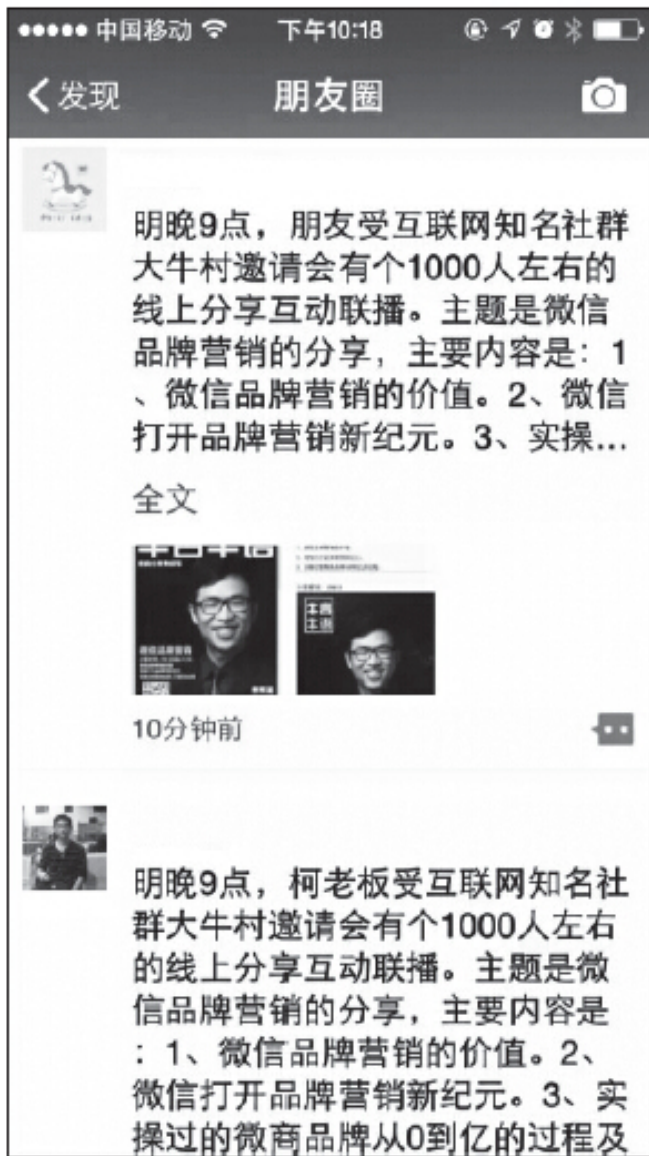 中国移动 下午10:18
发现 朋友圈
明晚9点，朋友受互联网知名社群
大牛村邀请会有个1000人左右的
线上分享互动联播。主题是微信
品牌营销的分享，主要内容是：1
、微信品牌营销的价值。2、微信
打开品牌营销新纪元。3、实操...
全文
微信品牌营销
10分钟前
明晚9点，柯老板受互联网知名社
群大牛村邀请会有个1000人左右
的线上分享互动联播。主题是微
信品牌营销的分享，主要内容是
：1、微信品牌营销的价值。2、
微信打开品牌营销新纪元。3、实
操过的微商品牌从0到亿的过程及